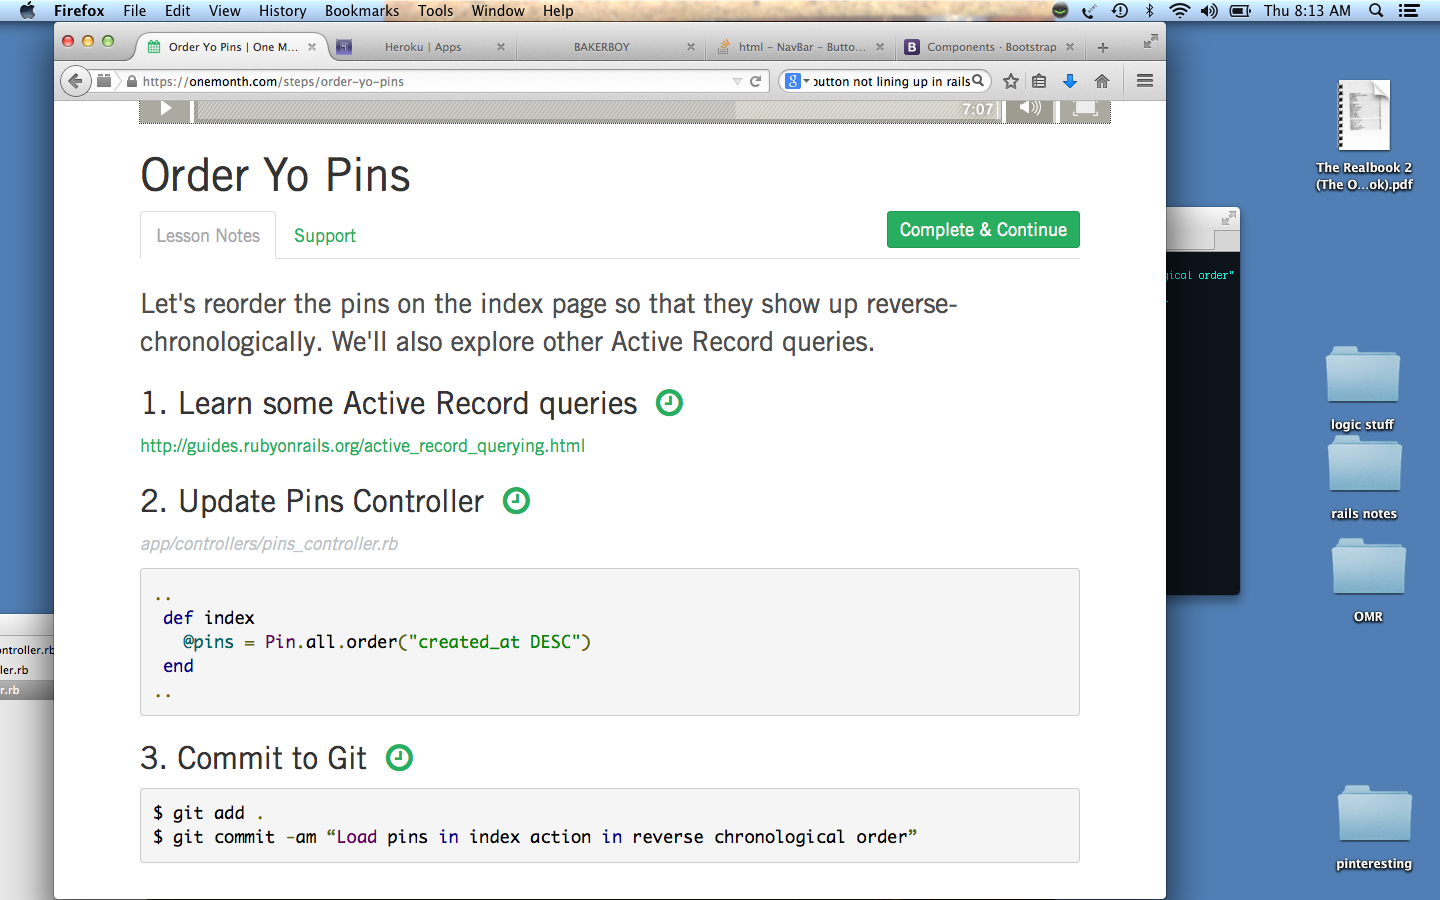 Firefox File Edit View History Bookmarks Tools Window Help Thu 8:13 AM
Order Yo Pins | One M... Heroku | Apps BAKERBOY html - NavBar - Butto... B Components · Bootstrap
https://onemonth.com/steps/order-yo-pins button not lining up in rails
7:07
Order Yo Pins
Lesson Notes Support Complete & Continue
Let's reorder the pins on the index page so that they show up reverse-
chronologically. We'll also explore other Active Record queries.
1. Learn some Active Record queries
http://guides.rubyonrails.org/active_record_querying.html
2. Update Pins Controller
app/controllers/pins_controller.rb
..
def index
@pins = Pin.all.order("created_at DESC")
end
..
3. Commit to Git
$ git add .
$ git commit -am “Load pins in index action in reverse chronological order”
The Realbook 2
(The O...ok).pdf
ical order"
logic stuff
rails notes
OMR
pinteresting
ontroller.rb
ller.rb
r.rb